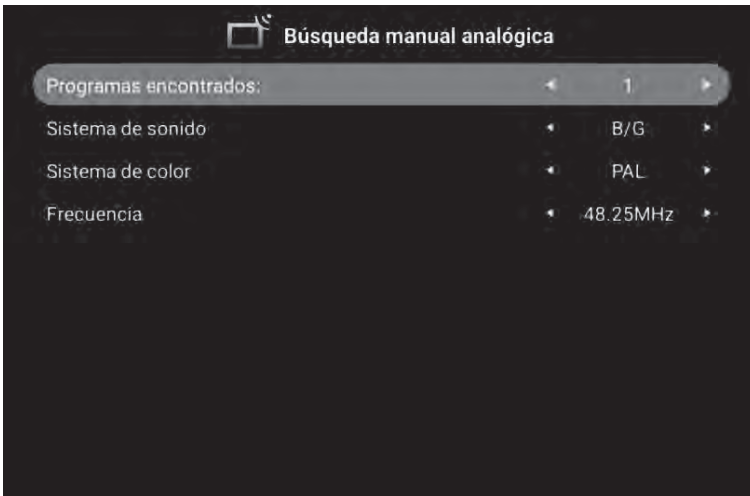 Búsqueda manual analógica
Programas encontrados: 1
Sistema de sonido B/G
Sistema de color PAL
Frecuencia 48.25MHz